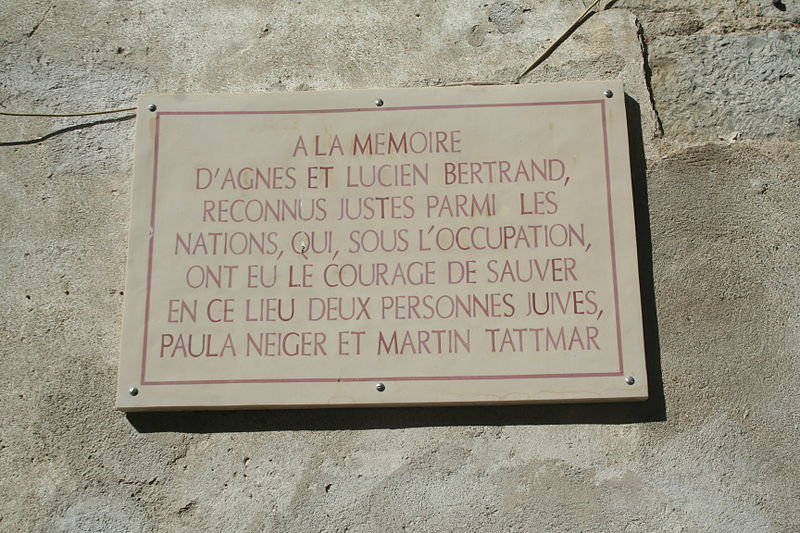 A LA MEMOIRE
D'AGNES ET LUCIEN BERTRAND,
RECONNUS JUSTES PARMI LES
NATIONS, QUI, SOUS L'OCCUPATION,
ONT EU LE COURAGE DE SAUVER
EN CE LIEU DEUX PERSONNES JUIVES,
PAULA NEIGER ET MARTIN TATTMAR